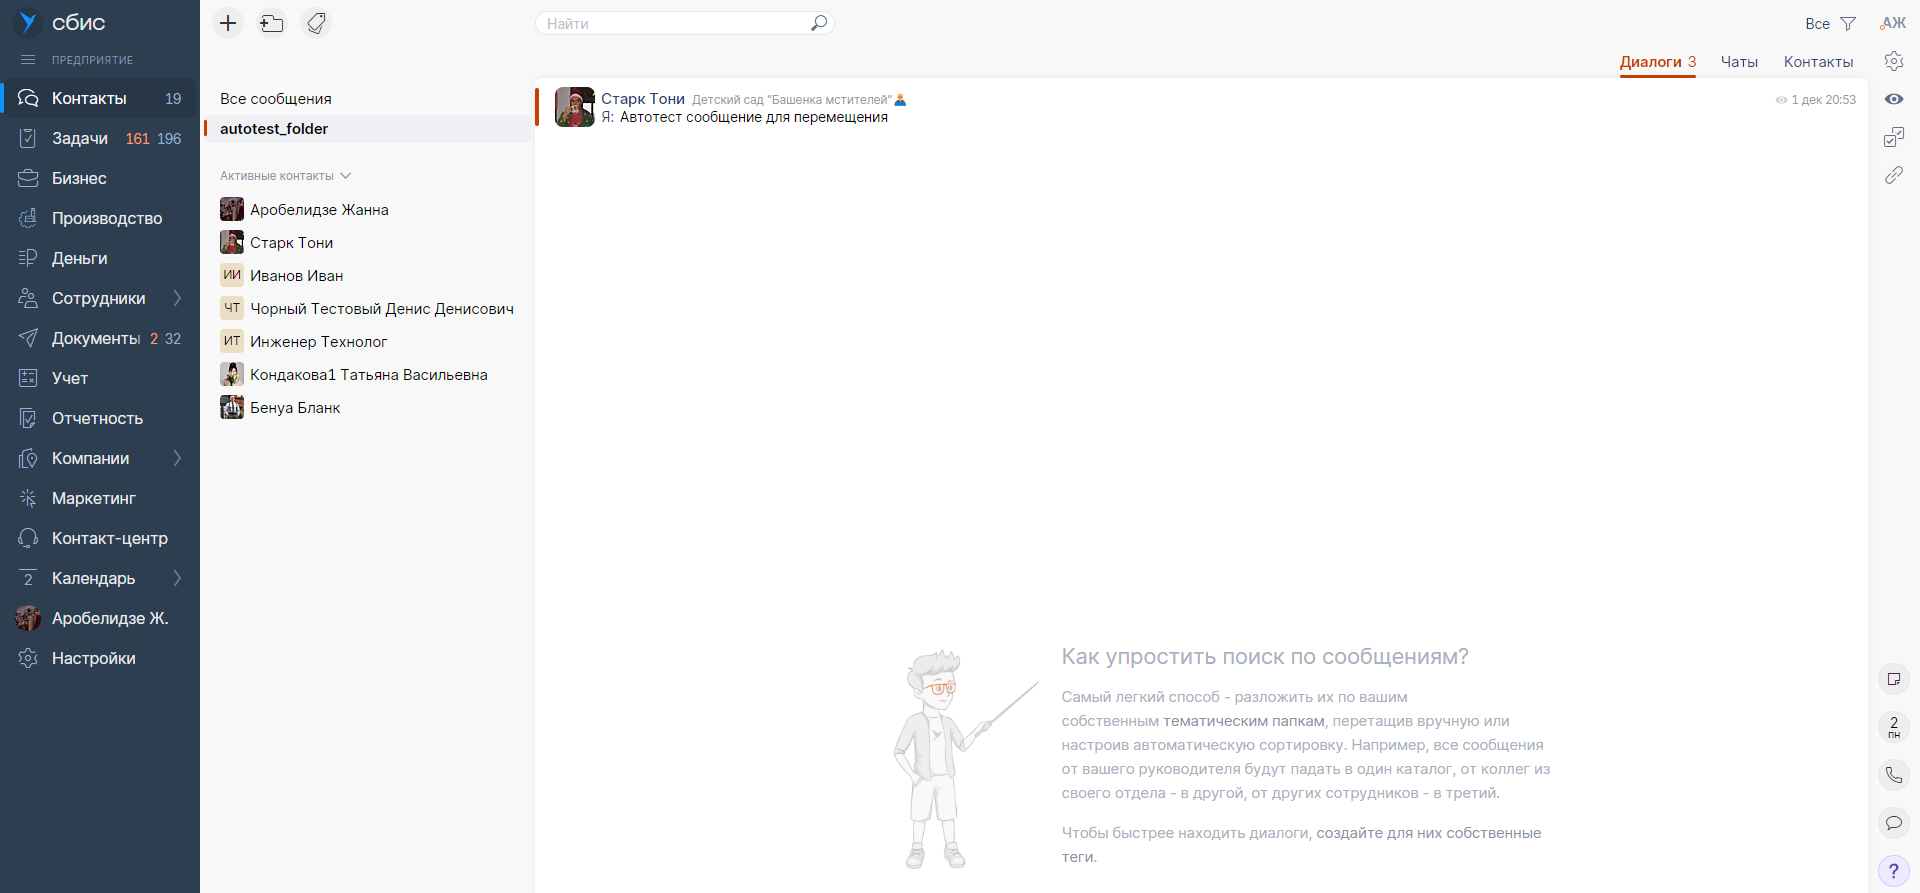 сбис
ПРЕДПРИЯТИЕ
Контакты 19
Задачи 161 196
Бизнес
Производство
Деньги
Сотрудники
Документы 2 32
Учет
Отчетность
Компании
Маркетинг
Контакт-центр
2 Календарь
Аробелидзе Ж.
Настройки
Найти
Все
АЖ
Диалоги 3 Чаты Контакты
Все сообщения
autotest_folder
Активные контакты
Аробелидзе Жанна
Старк Тони
ИИ Иванов Иван
ЧТ Чорный Тестовый Денис Денисович
ИТ Инженер Технолог
Кондакова1 Татьяна Васильевна
Бенуа Бланк
Старк Тони Детский сад "Башенка мстителей" 1 дек 20:53
Я: Автотест сообщение для перемещения
Как упростить поиск по сообщениям?
Самый легкий способ - разложить их по вашим
собственным тематическим папкам, перетащив вручную или
настроив автоматическую сортировку. Например, все сообщения
от вашего руководителя будут падать в один каталог, от коллег из
своего отдела - в другой, от других сотрудников - в третий.
Чтобы быстрее находить диалоги, создайте для них собственные
теги.
2
ПН
?